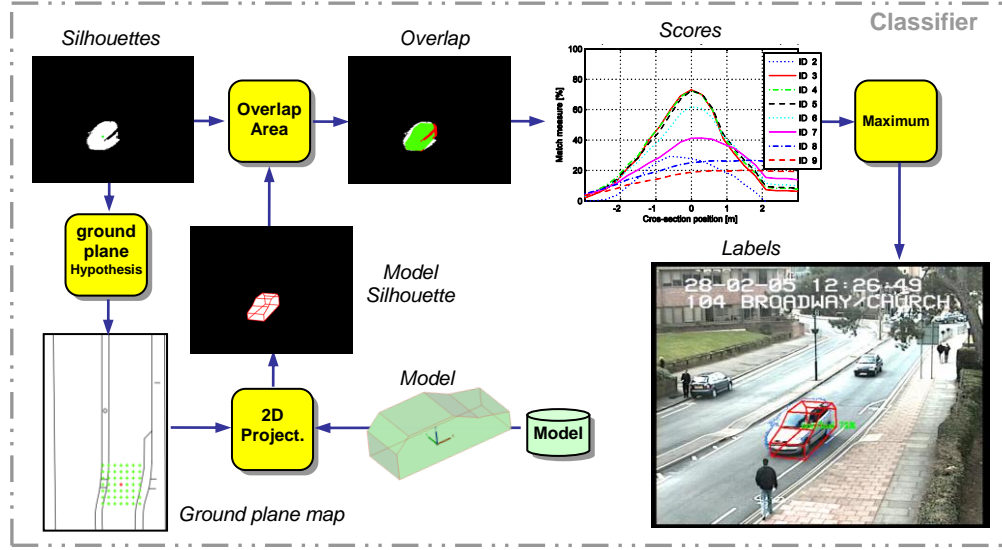 Classifier
Silhouettes
Overlap
Scores
Overlap
Area
100
80
60
40
20
0
Match measure [%]
-2
-1
0
1
2
Cros-section position [m]
ID 2
ID 3
ID 4
ID 5
ID 6
ID 7
ID 8
ID 9
Maximum
ground
plane
Hypothesis
Model
Silhouette
Labels
28-02-05 12:26:49
104 BROADWAY/CHURCH
2D
Project.
Model
Model
Ground plane map